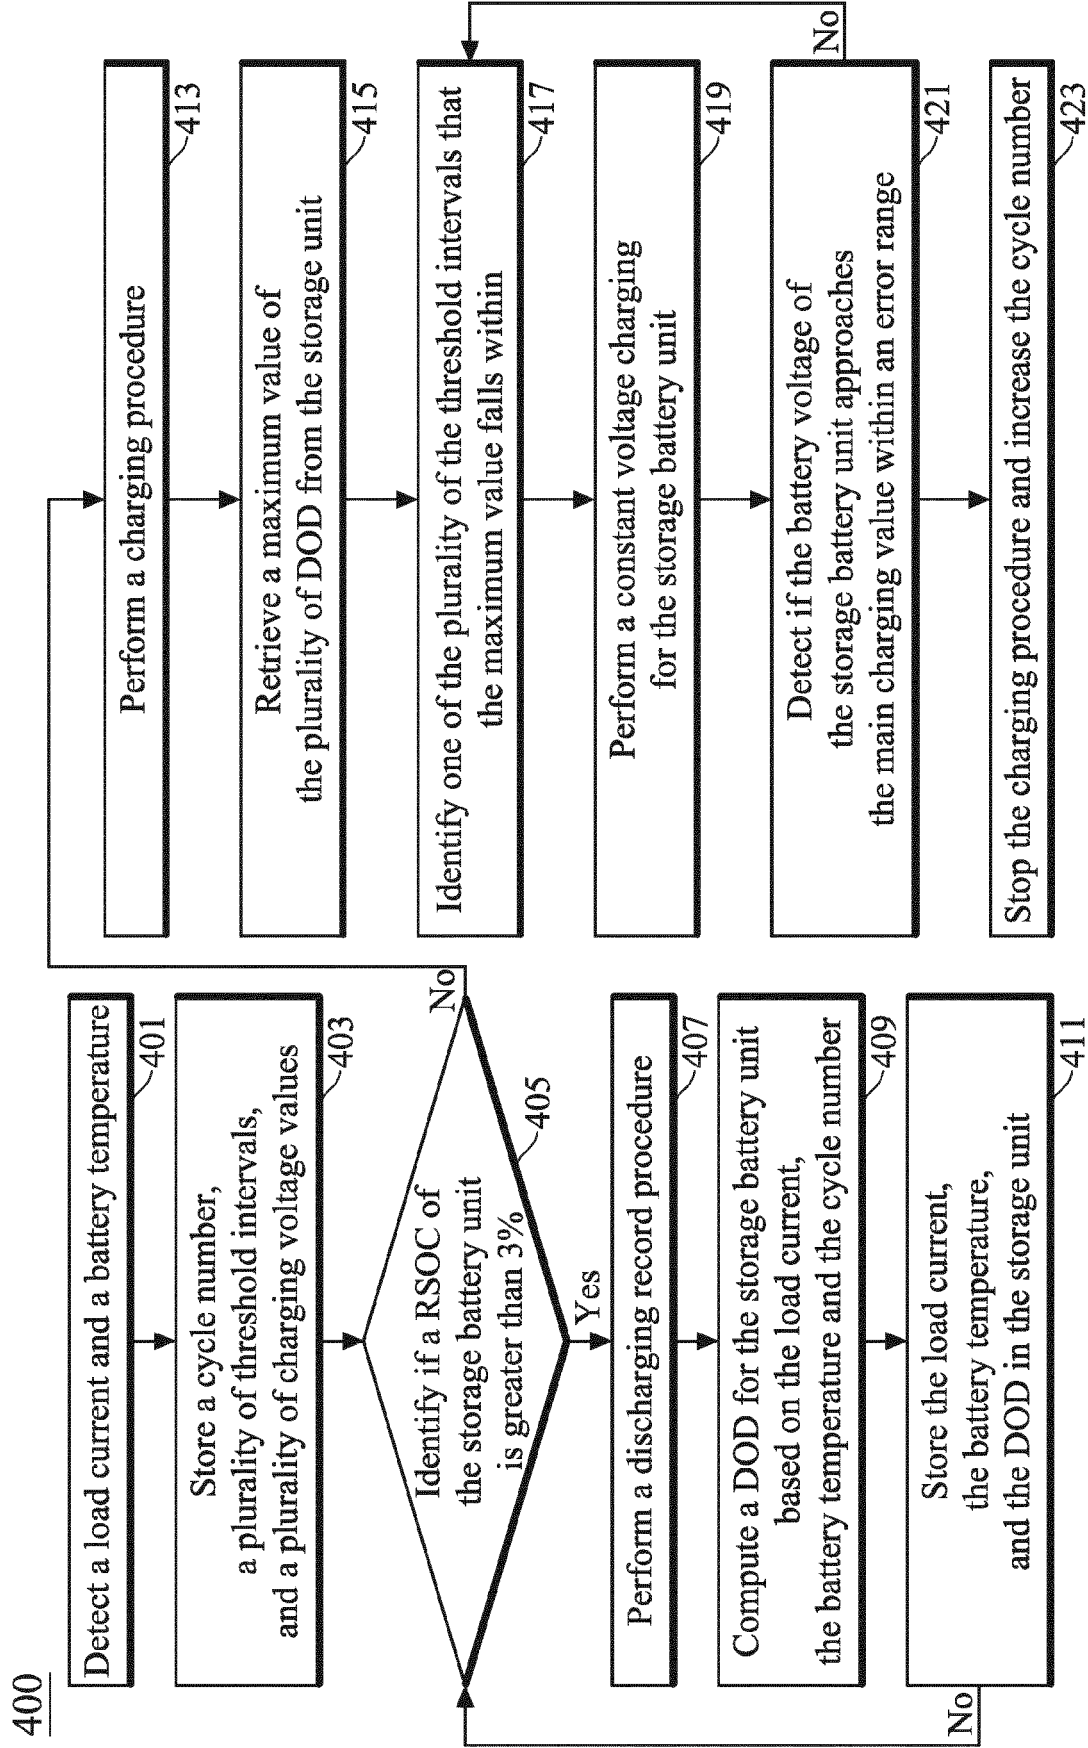 400
Detect a load current and a battery temperature
401
Store a cycle number,
a plurality of threshold intervals,
and a plurality of charging voltage values
403
Identify if a RSOC of
the storage battery unit
is greater than 3%
405
No
Yes
Perform a discharging record procedure
407
Compute a DOD for the storage battery unit
based on the load current,
the battery temperature and the cycle number
409
Store the load current,
the battery temperature,
and the DOD in the storage unit
411
No
Perform a charging procedure
413
Retrieve a maximum value of
the plurality of DOD from the storage unit
415
Identify one of the plurality of the threshold intervals that
the maximum value falls within
417
Perform a constant voltage charging
for the storage battery unit
419
Detect if the battery voltage of
the storage battery unit approaches
the main charging value within an error range
421
No
Stop the charging procedure and increase the cycle number
423